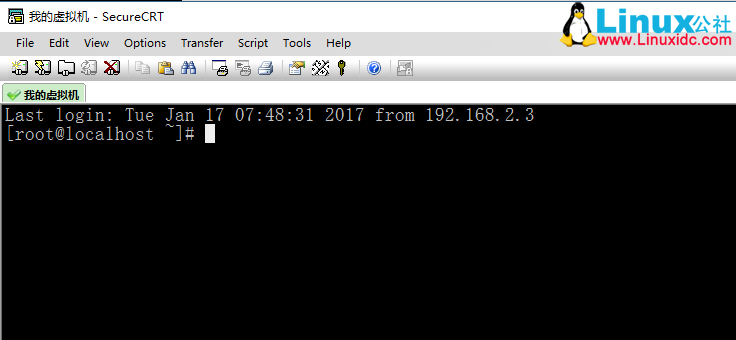 我的虚拟机 - SecureCRT
Linux公社
www.Linuxidc.com
File Edit View Options Transfer Script Tools Help
我的虚拟机
Last login: Tue Jan 17 07:48:31 2017 from 192.168.2.3
[root@localhost ~]#